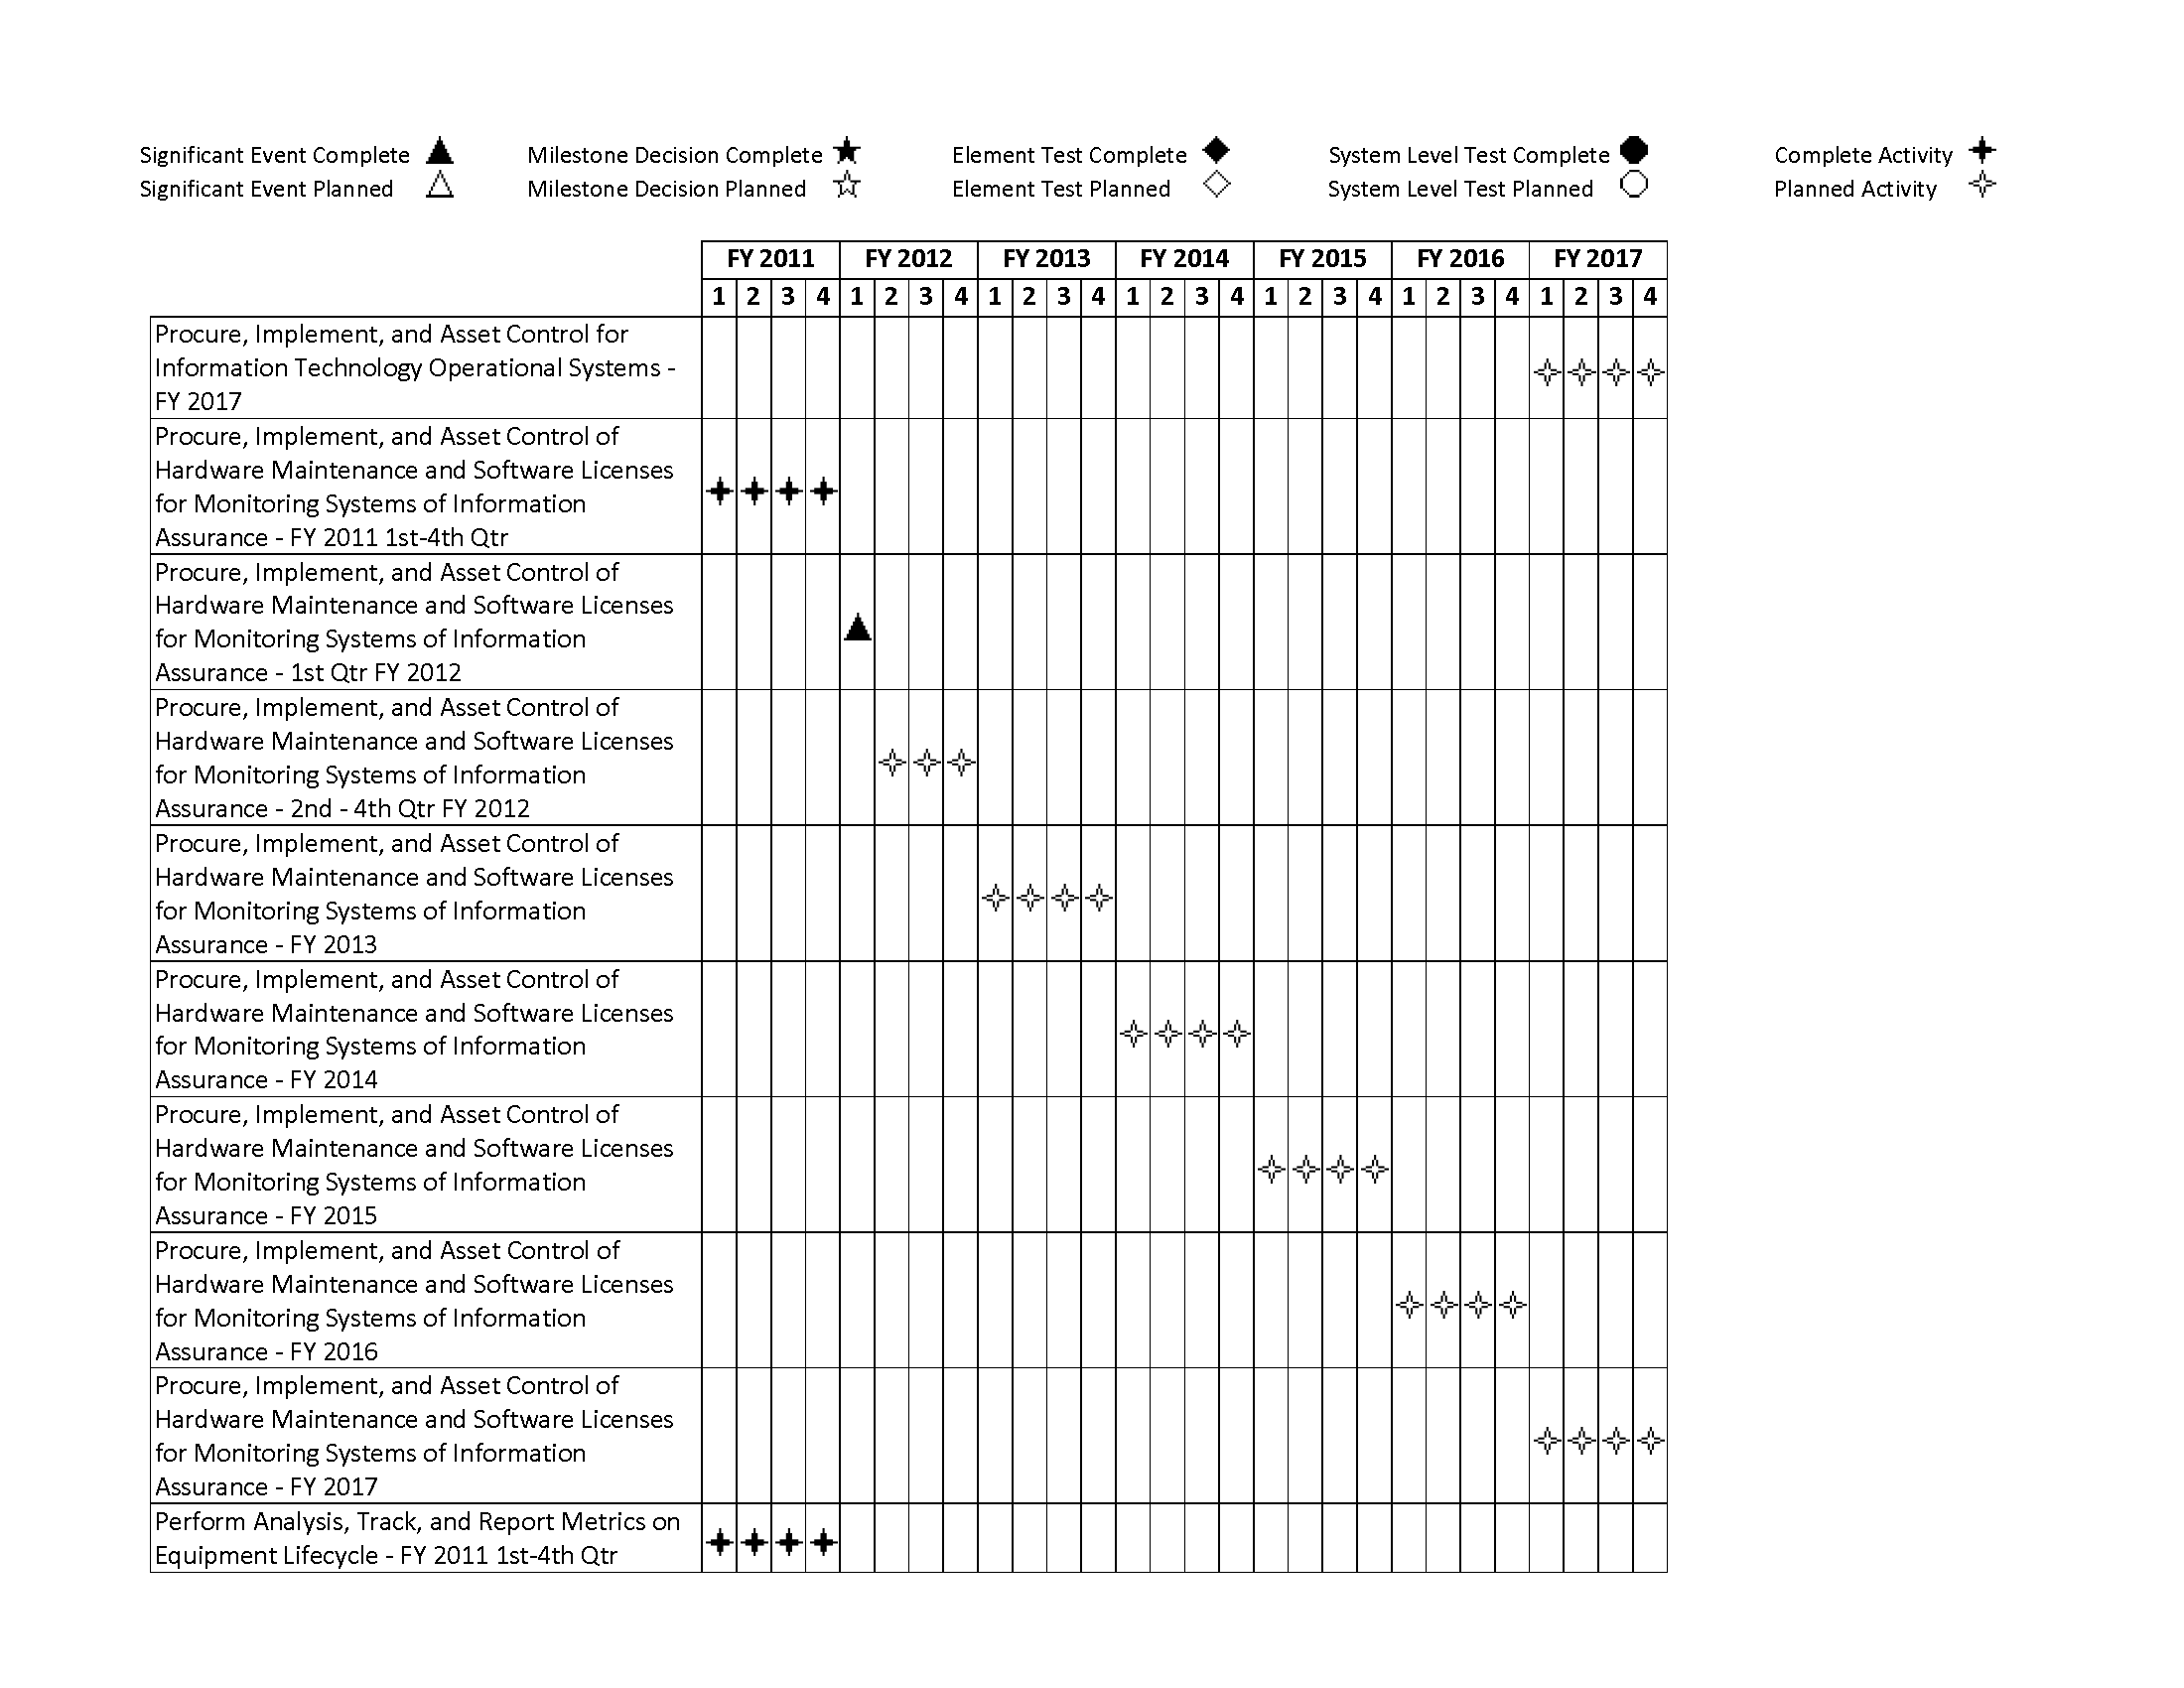 Significant Event Complete Milestone Decision Complete Element Test Complete System Level Test Complete Complete Activity
Significant Event Planned Milestone Decision Planned Element Test Planned System Level Test Planned Planned Activity
FY 2011 FY 2012 FY 2013 FY 2014 FY 2015 FY 2016 FY 2017
1 2 3 4 1 2 3 4 1 2 3 4 1 2 3 4 1 2 3 4 1 2 3 4 1 2 3 4
Procure, Implement, and Asset Control for
Information Technology Operational Systems -
FY 2017
Procure, Implement, and Asset Control of
Hardware Maintenance and Software Licenses
for Monitoring Systems of Information
Assurance - FY 2011 1st-4th Qtr
Procure, Implement, and Asset Control of
Hardware Maintenance and Software Licenses
for Monitoring Systems of Information
Assurance - 1st Qtr FY 2012
Procure, Implement, and Asset Control of
Hardware Maintenance and Software Licenses
for Monitoring Systems of Information
Assurance - 2nd - 4th Qtr FY 2012
Procure, Implement, and Asset Control of
Hardware Maintenance and Software Licenses
for Monitoring Systems of Information
Assurance - FY 2013
Procure, Implement, and Asset Control of
Hardware Maintenance and Software Licenses
for Monitoring Systems of Information
Assurance - FY 2014
Procure, Implement, and Asset Control of
Hardware Maintenance and Software Licenses
for Monitoring Systems of Information
Assurance - FY 2015
Procure, Implement, and Asset Control of
Hardware Maintenance and Software Licenses
for Monitoring Systems of Information
Assurance - FY 2016
Procure, Implement, and Asset Control of
Hardware Maintenance and Software Licenses
for Monitoring Systems of Information
Assurance - FY 2017
Perform Analysis, Track, and Report Metrics on
Equipment Lifecycle - FY 2011 1st-4th Qtr